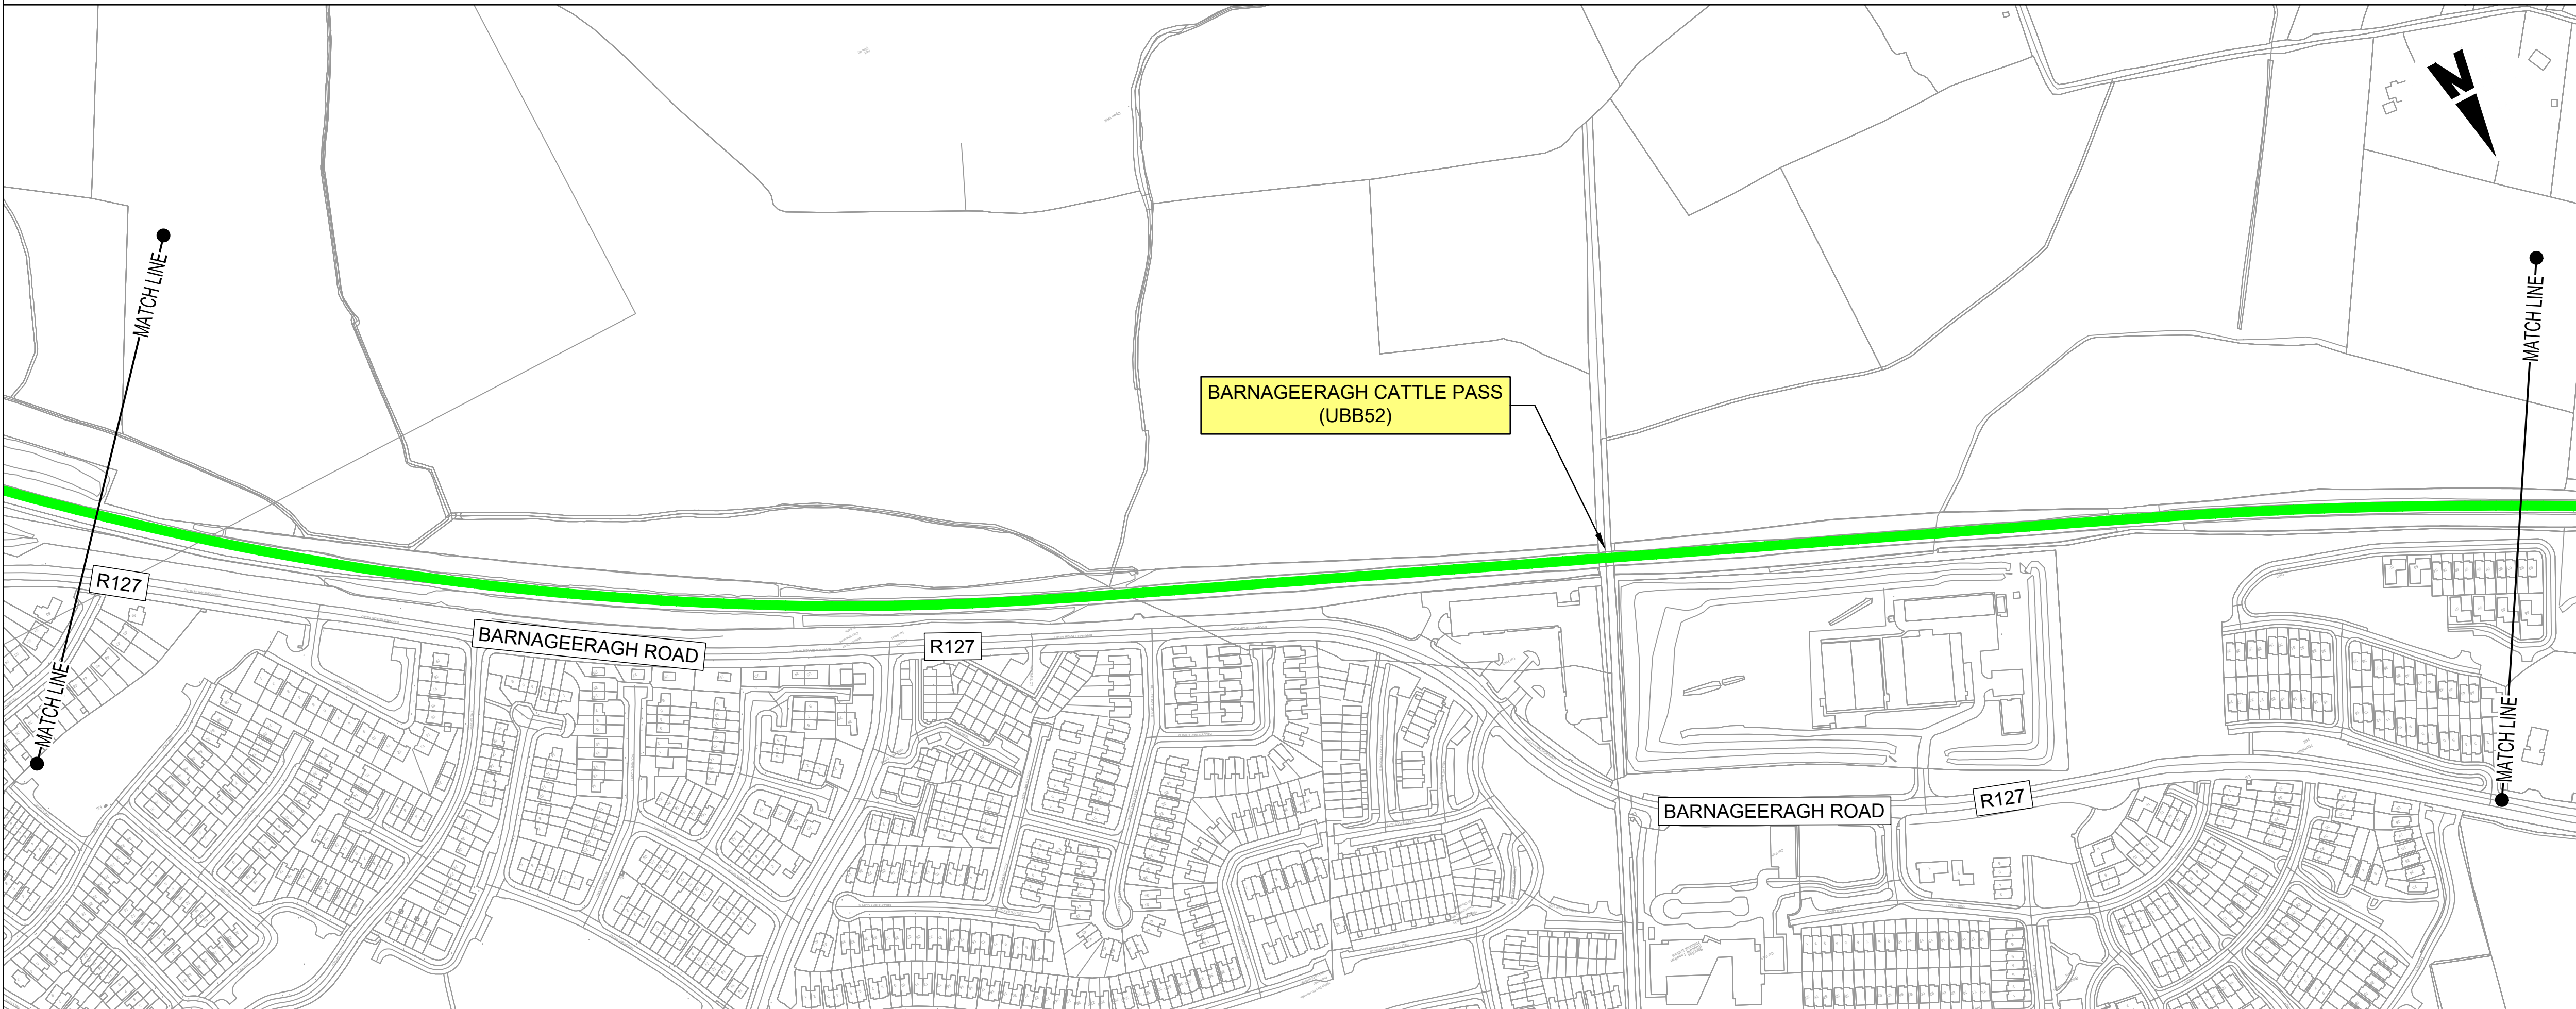 N
MATCH LINE
MATCH LINE
BARNAGEERAGH CATTLE PASS
(UBB52)
R127
BARNAGEERAGH ROAD
R127
MATCH LINE
MATCH LINE
BARNAGEERAGH ROAD
R127